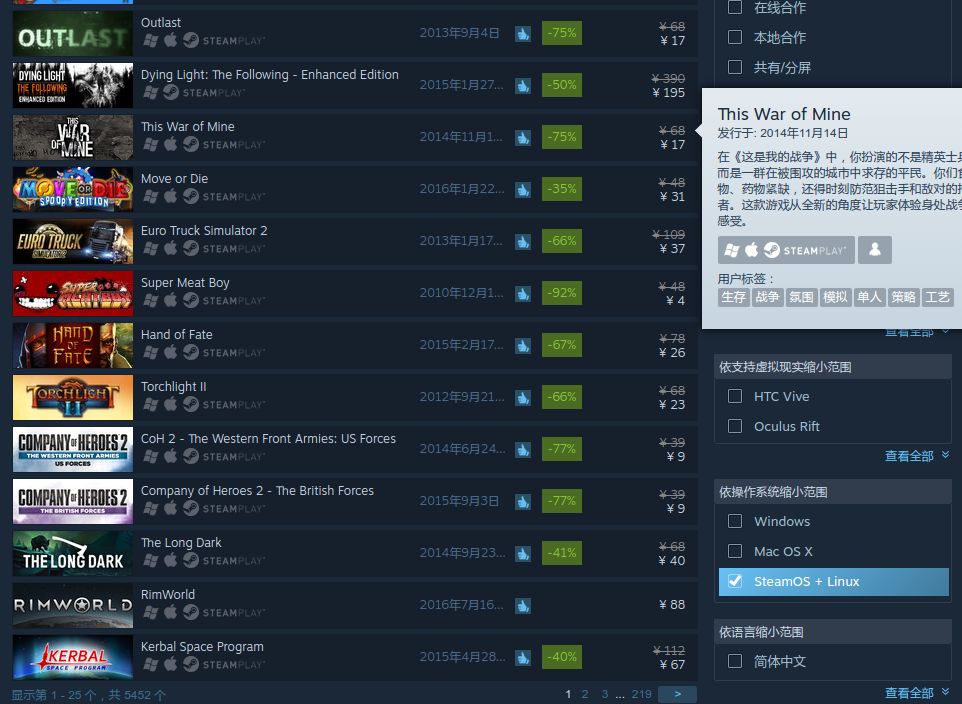 OUTLAST
Outlast
STEAMPLAY™
2013年9月4日
-75%
¥ 68
¥ 17
DYING LIGHT
THE FOLLOWING
ENHANCED EDITION
Dying Light: The Following - Enhanced Edition
STEAMPLAY™
2015年1月27...
-50%
¥ 390
¥ 195
THIS
WAR
OF MINE
This War of Mine
STEAMPLAY™
2014年11月1...
-75%
¥ 68
¥ 17
MOVE OR DIE
SPOOPY EDITION
Move or Die
STEAMPLAY™
2016年1月22...
-35%
¥ 48
¥ 31
EURO TRUCK
SIMULATOR 2
Euro Truck Simulator 2
STEAMPLAY™
2013年1月17...
-66%
¥ 109
¥ 37
SUPER
MEATBOY
Super Meat Boy
STEAMPLAY™
2010年12月1...
-92%
¥ 48
¥ 4
HAND
OF
FATE
Hand of Fate
STEAMPLAY™
2015年2月17...
-67%
¥ 78
¥ 26
TORCHLIGHT
II
Torchlight II
STEAMPLAY™
2012年9月21...
-66%
¥ 68
¥ 23
COMPANY OF HEROES 2
THE WESTERN FRONT ARMIES
US FORCES
CoH 2 - The Western Front Armies: US Forces
STEAMPLAY™
2014年6月24...
-77%
¥ 39
¥ 9
COMPANY OF HEROES 2
THE BRITISH FORCES
Company of Heroes 2 - The British Forces
STEAMPLAY™
2015年9月3日
-77%
¥ 39
¥ 9
THE LONG DARK
The Long Dark
STEAMPLAY™
2014年9月23...
-41%
¥ 68
¥ 40
RIMWORLD
RimWorld
STEAMPLAY™
2016年7月16...
¥ 88
KERBAL
SPACE PROGRAM
Kerbal Space Program
STEAMPLAY™
2015年4月28...
-40%
¥ 112
¥ 67
显示第 1 - 25 个，共 5452 个
1 2 3 ... 219 >
在线合作
本地合作
共有/分屏
This War of Mine
发行于: 2014年11月14日
在《这是我的战争》中，你扮演的不是精英士兵
而是一群在被围攻的城市中求存的平民。你们食
物、药物紧缺，还得时刻防范狙击手和敌对的拾
者。这款游戏从全新的角度让玩家体验身处战争
感受。
STEAMPLAY™
用户标签：
生存 战争 氛围 模拟 单人 策略 工艺
查看全部
依支持虚拟现实缩小范围
HTC Vive
Oculus Rift
查看全部
依操作系统缩小范围
Windows
Mac OS X
SteamOS + Linux
依语言缩小范围
简体中文
查看全部